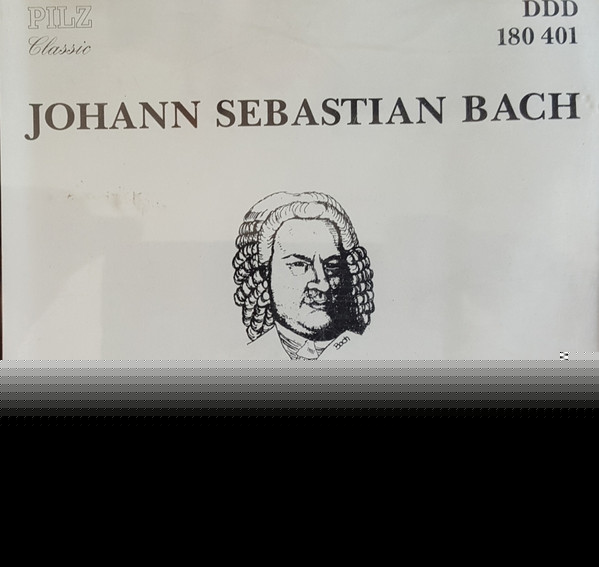 PILZ
Classic
DDD
180 401
JOHANN SEBASTIAN BACH
Bach